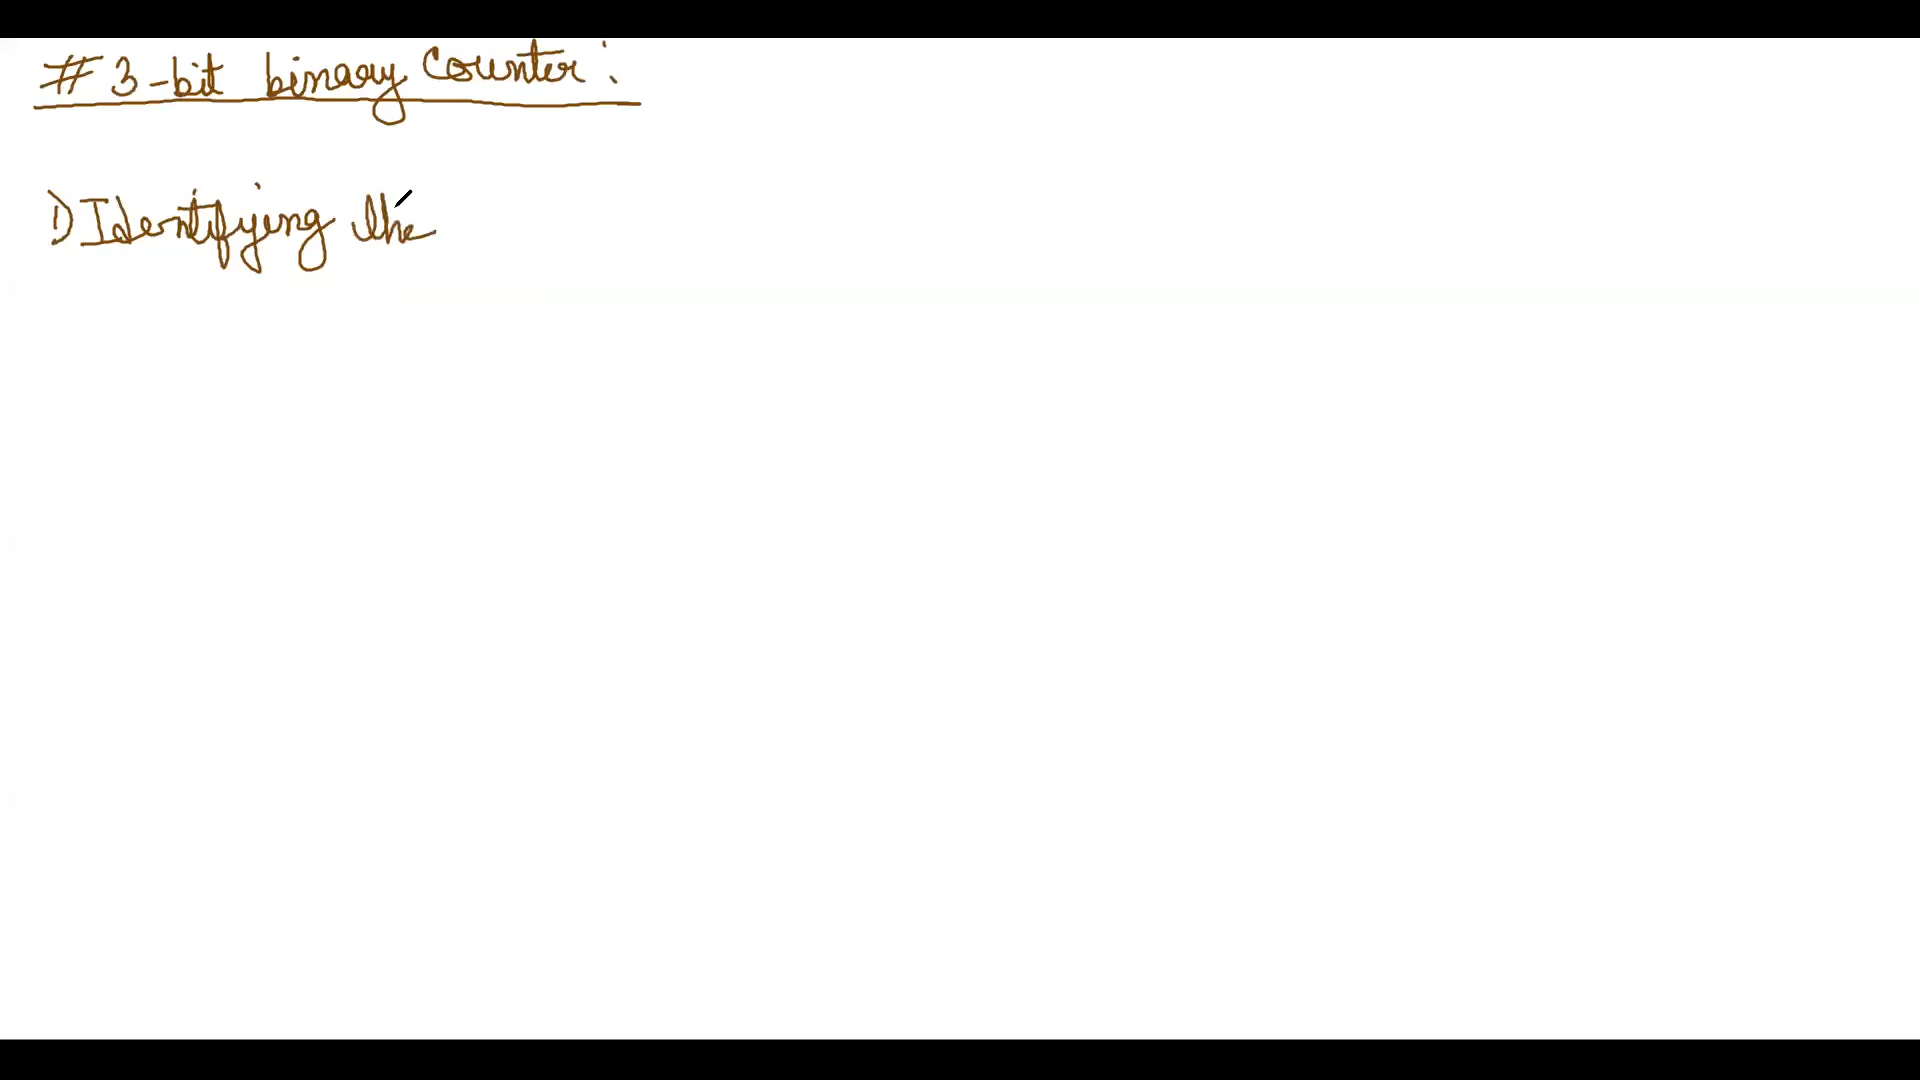 # 3-bit binary Counter :
1) Identifying the